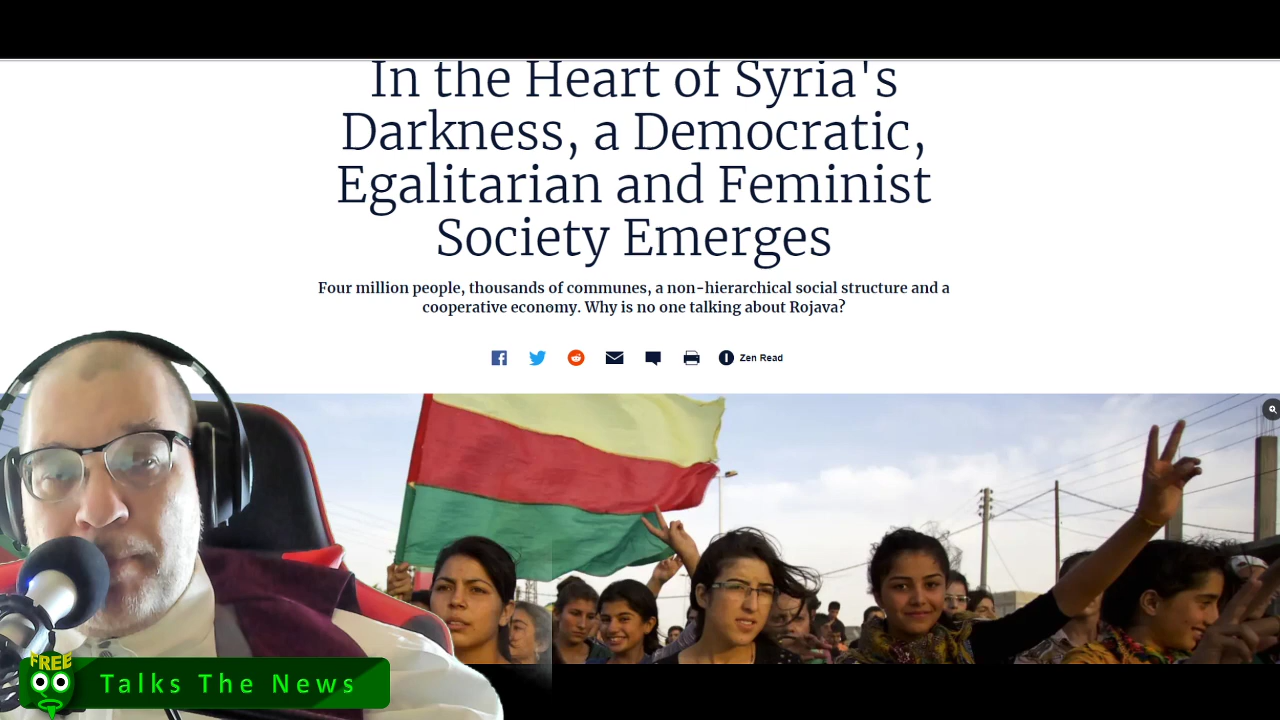 In the Heart of Syria's
Darkness, a Democratic,
Egalitarian and Feminist
Society Emerges
Four million people, thousands of communes, a non-hierarchical social structure and a
cooperative economy. Why is no one talking about Rojava?
Zen Read
FREE
Talks The News